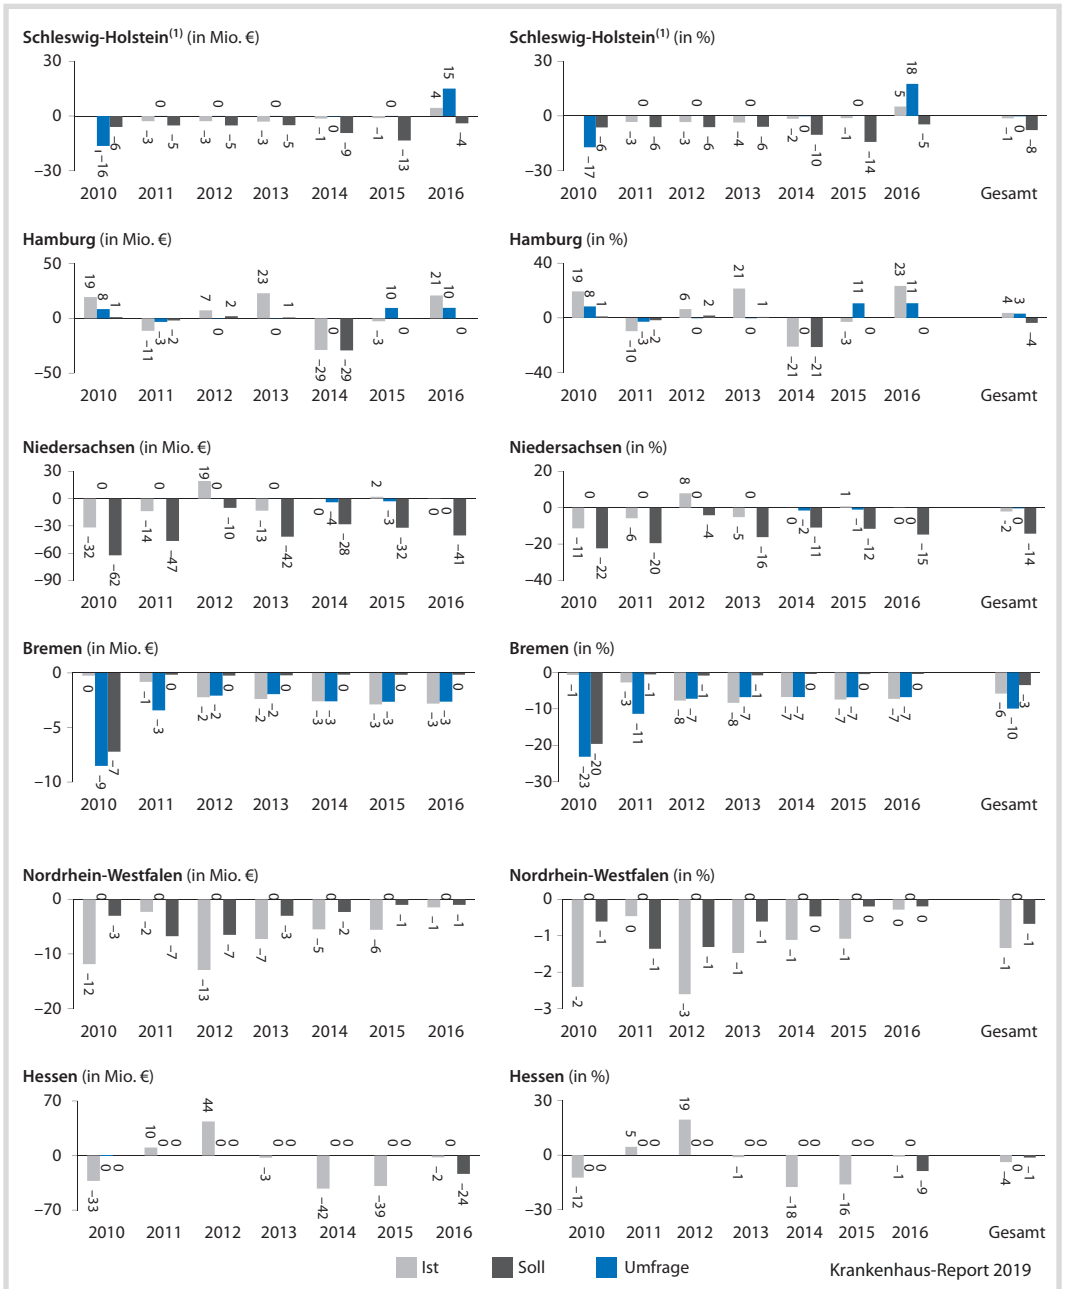 Schleswig-Holstein(1) (in Mio. €)
30
0
−30
−16 −6 −3 0 −5 −3 0 −5 −3 0 −5 −1 0 −9 −1 0 −13 4 15 −4
2010 2011 2012 2013 2014 2015 2016
Schleswig-Holstein(1) (in %)
30
0
−30
−17 −6 −3 0 −6 −3 0 −6 −4 0 −6 −2 0 −10 −1 0 −14 5 18 −5 −1 0 −8
2010 2011 2012 2013 2014 2015 2016 Gesamt
Hamburg (in Mio. €)
50
0
−50
19 8 1 −11 −3 −2 7 0 2 23 1 −29 0 −29 −3 10 0 21 10 0
2010 2011 2012 2013 2014 2015 2016
Hamburg (in %)
40
0
−40
19 8 1 −10 −3 −2 6 0 2 21 0 1 −21 0 −21 −3 11 0 23 11 0 4 3 −4
2010 2011 2012 2013 2014 2015 2016 Gesamt
Niedersachsen (in Mio. €)
30
0
−30
−60
−90
−32 0 −62 −14 0 −47 19 0 −10 −13 0 −42 0 −4 −28 2 −3 −32 0 0 −41
2010 2011 2012 2013 2014 2015 2016
Niedersachsen (in %)
20
0
−20
−40
−11 0 −22 −6 0 −20 8 0 −4 −5 0 −16 0 −2 −11 1 −1 −12 0 0 −15 −2 0 −14
2010 2011 2012 2013 2014 2015 2016 Gesamt
Bremen (in Mio. €)
0
−5
−10
0 −9 −7 −1 −3 0 −2 −2 0 −2 −2 0 −3 −3 0 −3 −3 0 −3 −3 0
2010 2011 2012 2013 2014 2015 2016
Bremen (in %)
0
−10
−20
−30
−1 −23 −20 −3 −11 −1 −8 −7 −1 −8 −7 −1 −7 −7 0 −7 −7 0 −7 −7 0 −6 −10 −3
2010 2011 2012 2013 2014 2015 2016 Gesamt
Nordrhein-Westfalen (in Mio. €)
0
−10
−20
−12 0 −3 −2 0 −7 −13 0 −7 −7 0 −3 −5 0 −2 −6 0 −1 −1 0 −1
2010 2011 2012 2013 2014 2015 2016
Nordrhein-Westfalen (in %)
0
−1
−2
−3
-2 0 −1 0 0 −1 −3 0 −1 −1 0 −1 −1 0 0 −1 0 0 0 0 0 −1 0 −1
2010 2011 2012 2013 2014 2015 2016 Gesamt
Hessen (in Mio. €)
70
0
−70
−33 0 0 10 0 0 44 0 0 −3 0 0 −42 0 0 −39 0 0 −2 0 −24
2010 2011 2012 2013 2014 2015 2016
Hessen (in %)
30
0
−30
−12 0 0 5 0 0 19 0 0 −1 0 0 −18 0 0 −16 0 0 −1 0 −9 −4 0 −1
2010 2011 2012 2013 2014 2015 2016 Gesamt
Ist Soll Umfrage
Krankenhaus-Report 2019